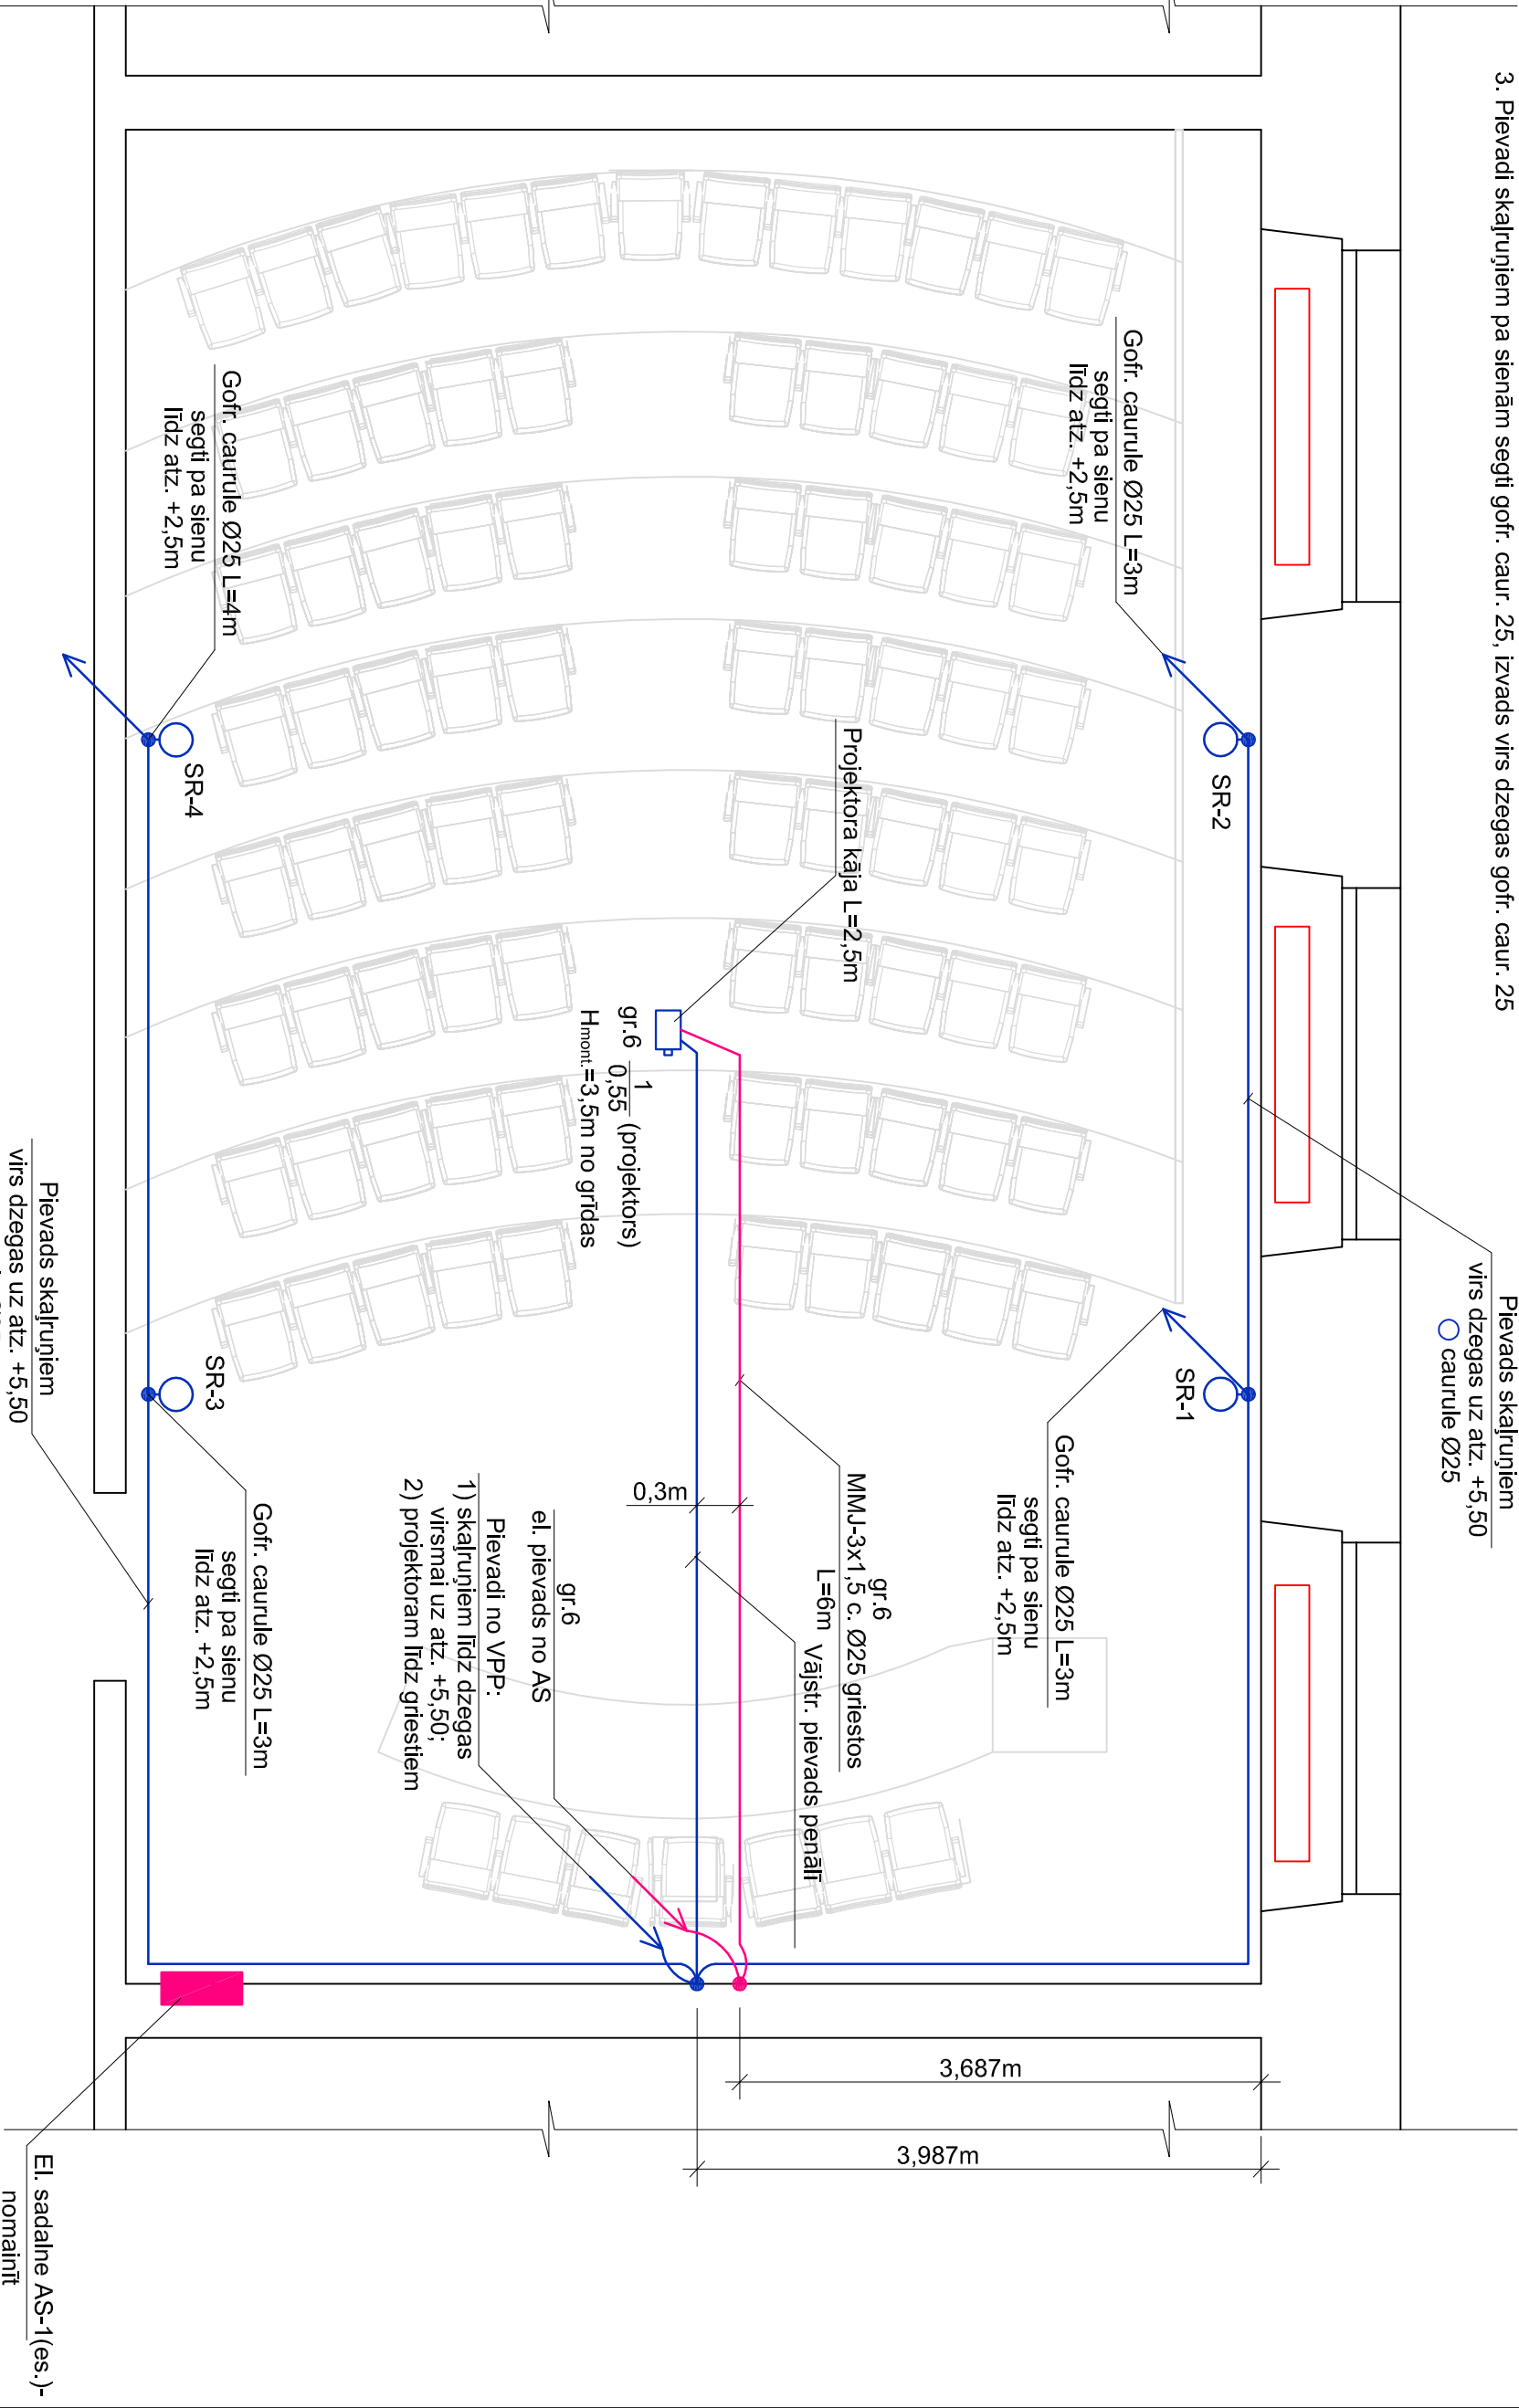 3. Pievadi skaļruņiem pa sienām segti gofr. caur. 25, izvads virs dzegas gofr. caur. 25
Pievads skaļruņiem
virs dzegas uz atz. +5,50
caurule Ø25
Gofr. caurule Ø25 L=3m
segti pa sienu
līdz atz. +2,5m
SR-2
SR-1
Gofr. caurule Ø25 L=3m
segti pa sienu
līdz atz. +2,5m
Projektora kāja L=2,5m
gr.6
MMJ-3x1,5 c. Ø25 griestos
L=6m
Vājstr. pievads penālī
0,3m
gr.6 1
0,55 (projektors)
Hmont.=3,5m no grīdas
gr.6
el. pievads no AS
Pievadi no VPP:
1) skaļruņiem līdz dzegas
virsmai uz atz. +5,50;
2) projektoram līdz griestiem
Gofr. caurule Ø25 L=4m
segti pa sienu
līdz atz. +2,5m
SR-4
SR-3
Gofr. caurule Ø25 L=3m
segti pa sienu
līdz atz. +2,5m
Pievads skaļruņiem
virs dzegas uz atz. +5,50
3,687m
3,987m
El. sadalne AS-1(es.)-
nomainīt